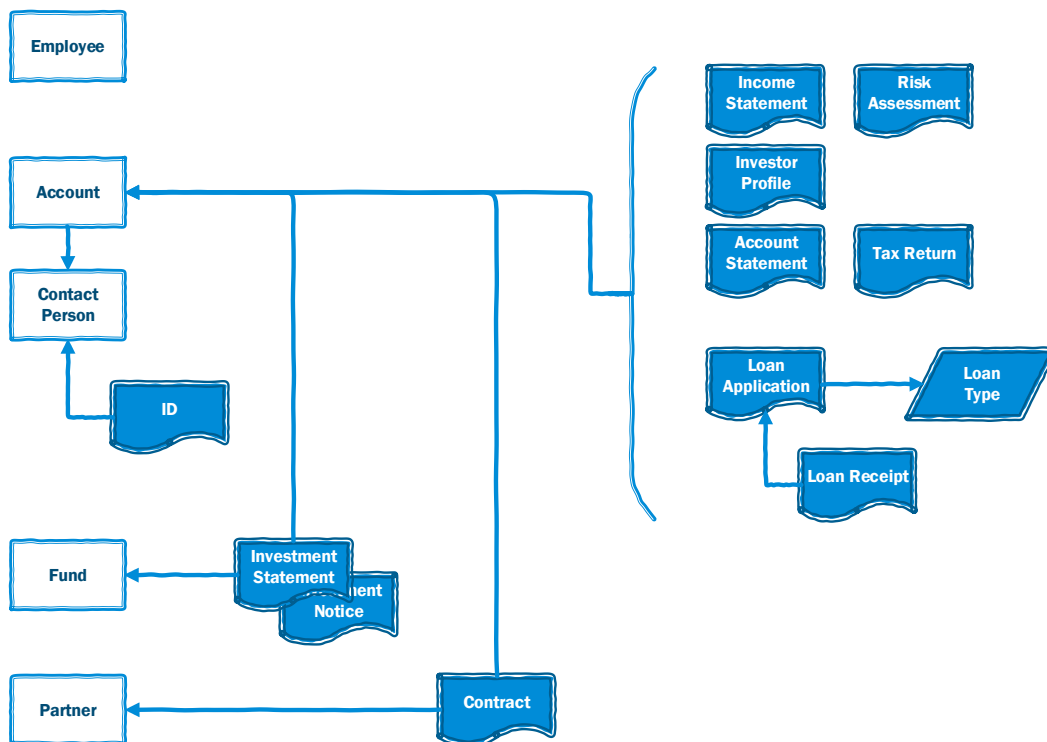 Employee
Income
Statement
Risk
Assessment
Investor
Profile
Account
Account
Statement
Tax Return
Contact
Person
Loan
Application
Loan
Type
ID
Loan Receipt
Investment
Statement
Fund
Notice
Partner
Contract